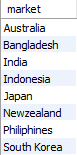 market
Australia
Bangladesh
India
Indonesia
Japan
Newzealand
Philiphines
South Korea